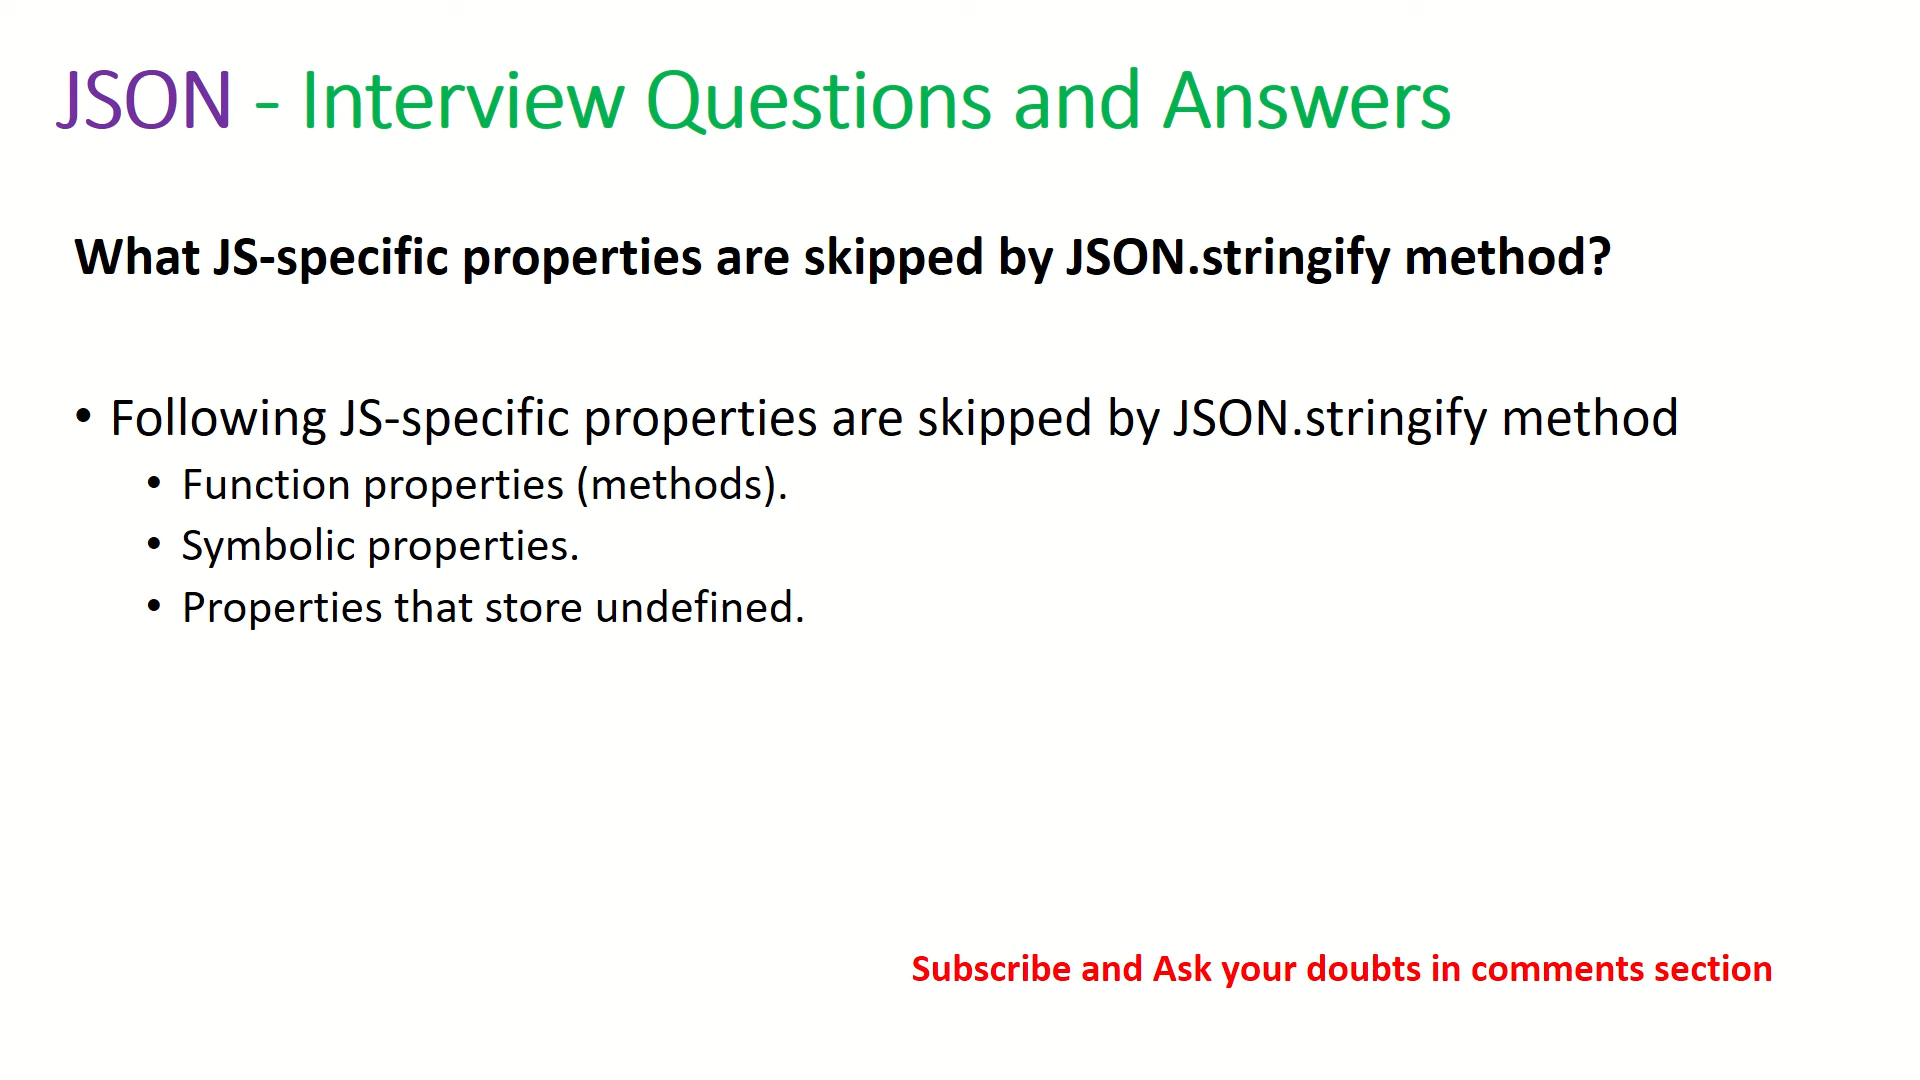 JSON - Interview Questions and Answers
What JS-specific properties are skipped by JSON.stringify method?
• Following JS-specific properties are skipped by JSON.stringify method
• Function properties (methods).
• Symbolic properties.
• Properties that store undefined.
Subscribe and Ask your doubts in comments section